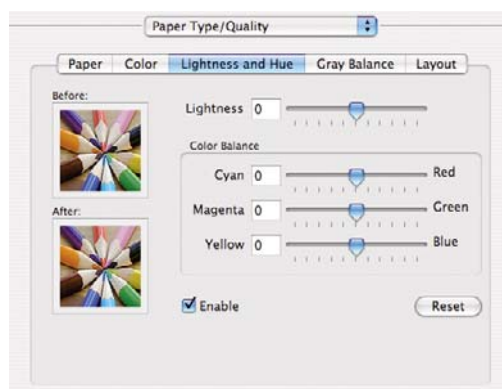 Paper Type/Quality
Paper Color Lightness and Hue Gray Balance Layout
Before:
Lightness 0
Color Balance
Cyan 0 Red
After:
Magenta 0 Green
Yellow 0 Blue
Enable Reset